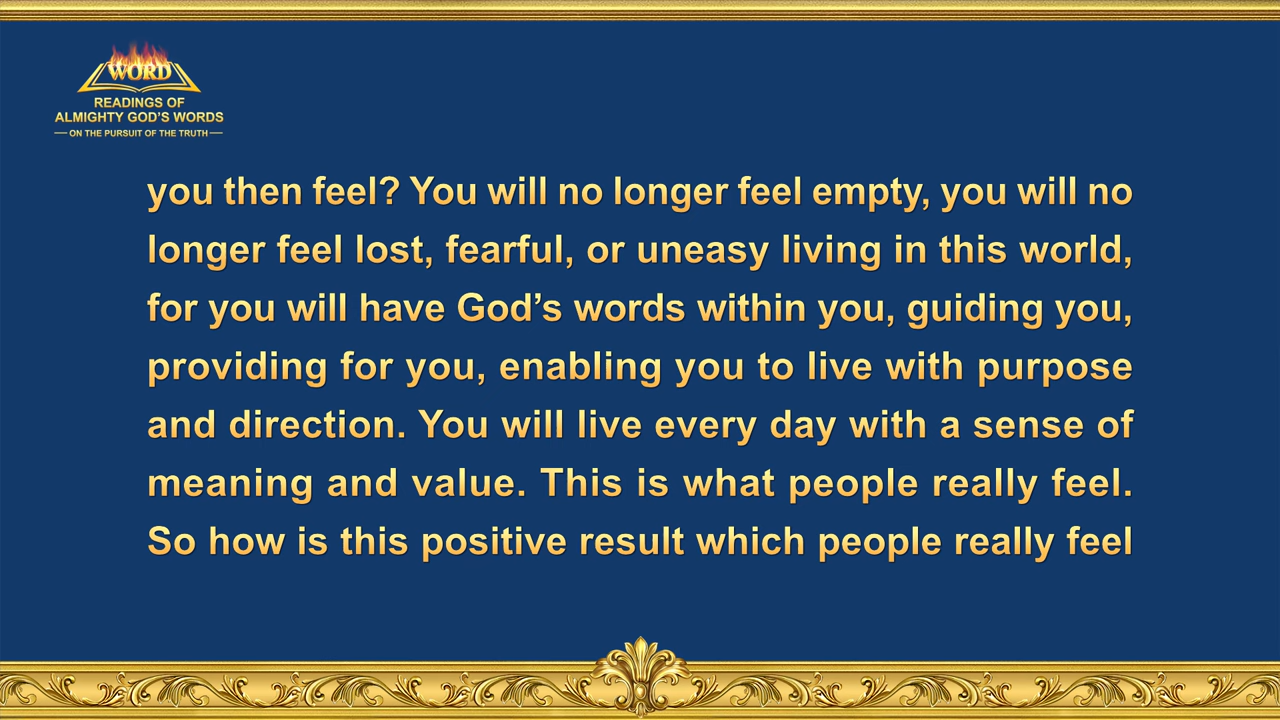 WORD
READINGS OF
ALMIGHTY GOD'S WORDS
ON THE PURSUIT OF THE TRUTH
you then feel? You will no longer feel empty, you will no
longer feel lost, fearful, or uneasy living in this world,
for you will have God’s words within you, guiding you,
providing for you, enabling you to live with purpose
and direction. You will live every day with a sense of
meaning and value. This is what people really feel.
So how is this positive result which people really feel